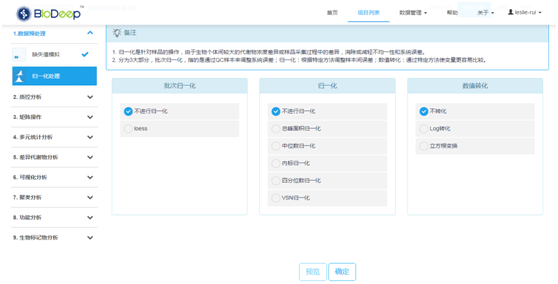 BioDeep™
首页
项目列表
数据管理
帮助
关于
leslie-rui
1.数据预处理
缺失值模拟
归一化处理
2. 质控分析
3. 矩阵操作
4. 多元统计分析
5. 差异代谢物分析
6. 可视化分析
7. 聚类分析
8. 功能分析
9. 生物标记物分析
备注
1. 归一化是针对样品的操作，由于生物个体间较大的代谢物浓度差异或样品采集过程中的差异，消除或减轻不均一性和系统误差。
2. 分为3大部分，批次归一化，指的是通过QC样本来调整系统误差；归一化：根据特定方法调整样本间误差；数值转化：通过特定方法使变量更容易比较。
批次归一化
不进行归一化
loess
归一化
不进行归一化
总峰面积归一化
中位数归一化
内标归一化
四分位数归一化
VSN归一化
数值转化
不转化
Log转化
立方根变换
预览
确定